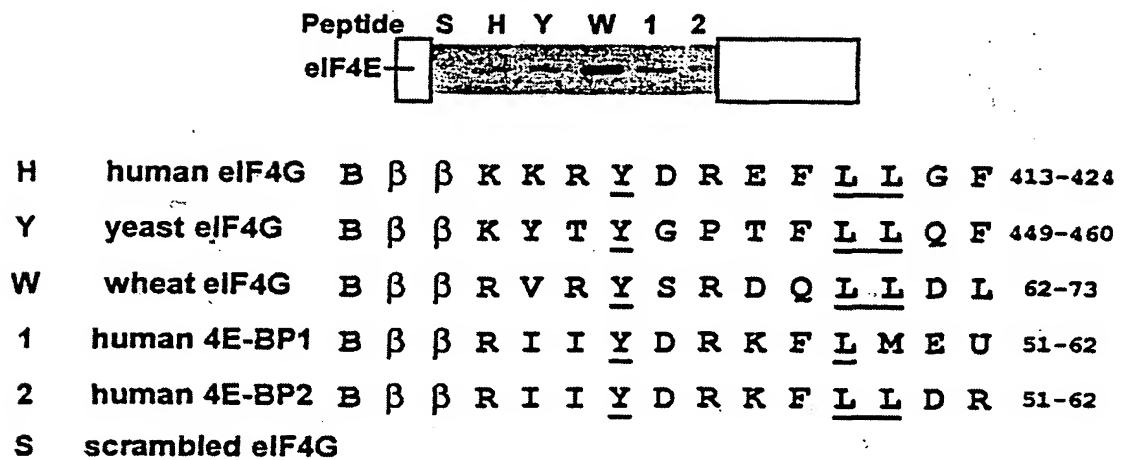 Peptide S H Y W 1 2
eIF4E
H human eIF4G B β β K K R Y D R E F L L G F 413-424
Y yeast eIF4G B β β K Y T Y G P T F L L Q F 449-460
W wheat eIF4G B β β R V R Y S R D Q L L D L 62-73
1 human 4E-BP1 B β β R I I Y D R K F L M E U 51-62
2 human 4E-BP2 B β β R I I Y D R K F L L D R 51-62
S scrambled eIF4G